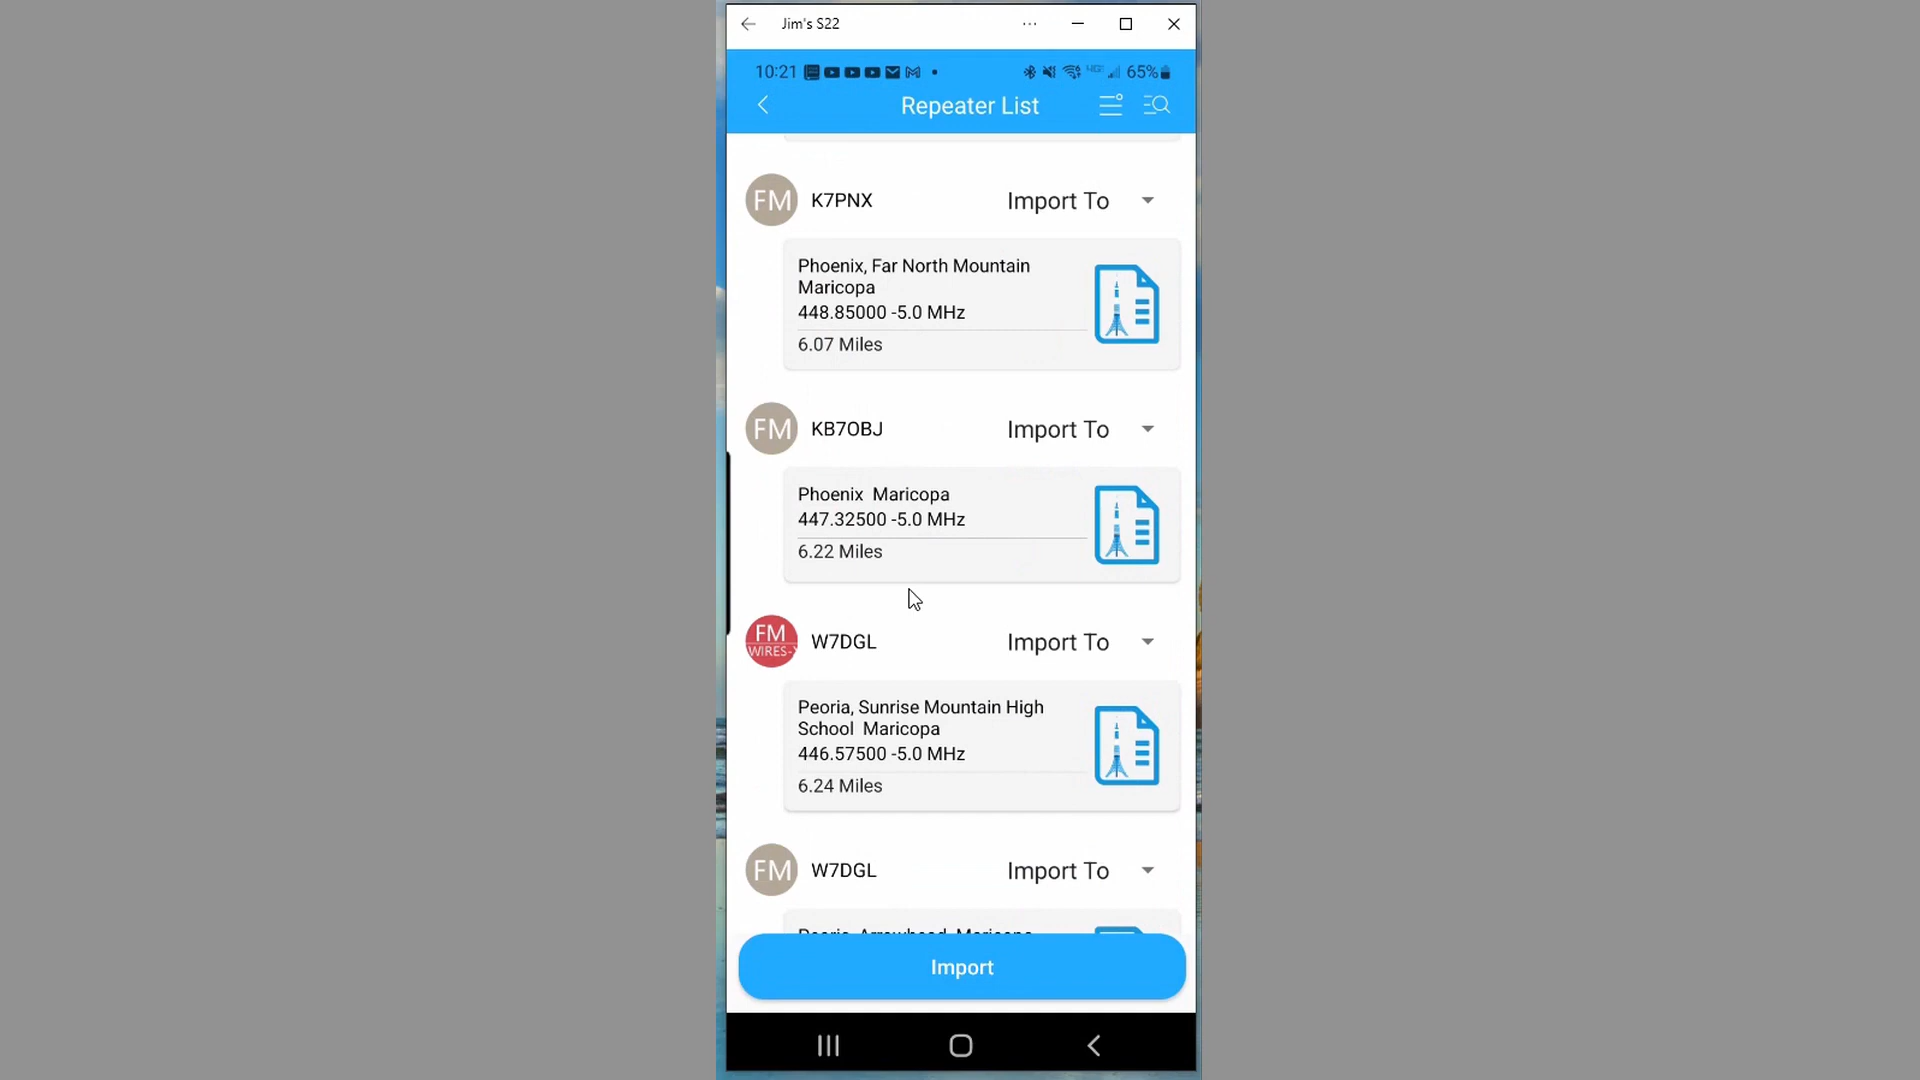 Jim's S22
10:21
65%
Repeater List
FM K7PNX Import To
Phoenix, Far North Mountain
Maricopa
448.85000 -5.0 MHz
6.07 Miles
FM KB7OBJ Import To
Phoenix Maricopa
447.32500 -5.0 MHz
6.22 Miles
FM
WIRES-
W7DGL Import To
Peoria, Sunrise Mountain High
School Maricopa
446.57500 -5.0 MHz
6.24 Miles
FM W7DGL Import To
Peoria, Arrowhead Maricopa
Import